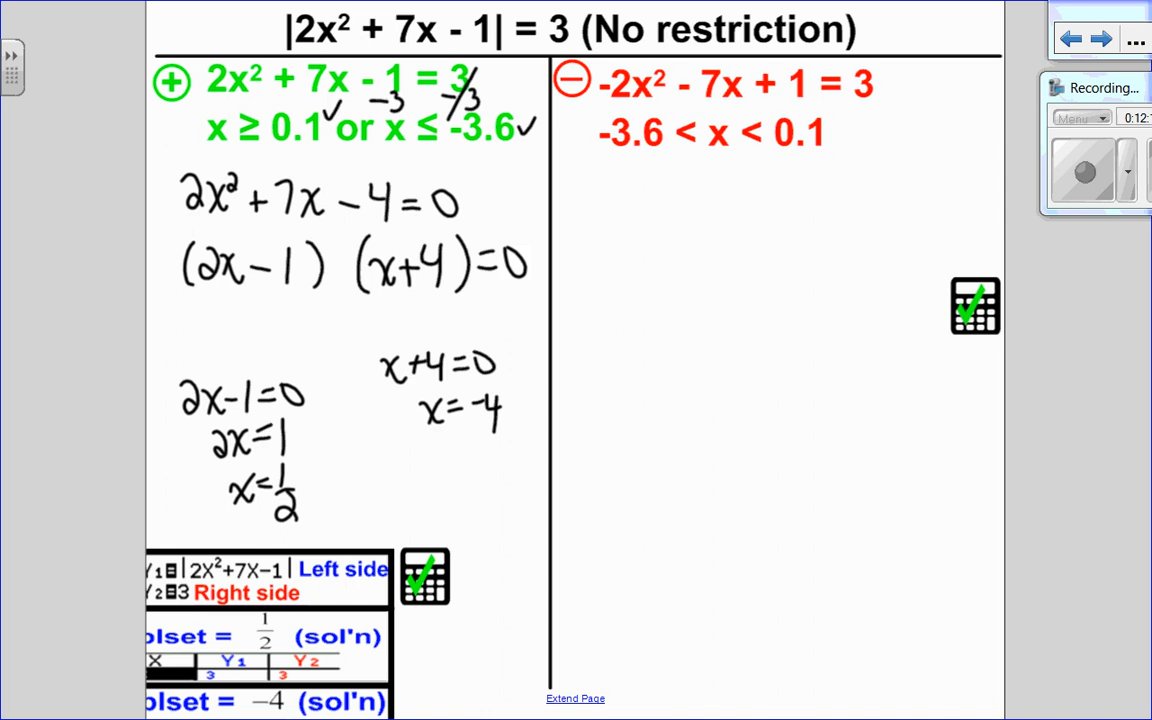 |2x² + 7x - 1| = 3 (No restriction)
+ 2x² + 7x - 1 = 3
-3 -3
x ≥ 0.1 ✓ or x ≤ -3.6 ✓
2x² + 7x - 4 = 0
(2x - 1) (x + 4) = 0
x + 4 = 0
x = -4
2x - 1 = 0
2x = 1
x = 1/2
Y1=|2X²+7X-1| Left side
Y2=3 Right side
olset = 1/2 (sol'n)
X Y1 Y2
3 3
olset = -4 (sol'n)
− -2x² - 7x + 1 = 3
-3.6 < x < 0.1
Extend Page
...
Recording...
Menu
0:12: